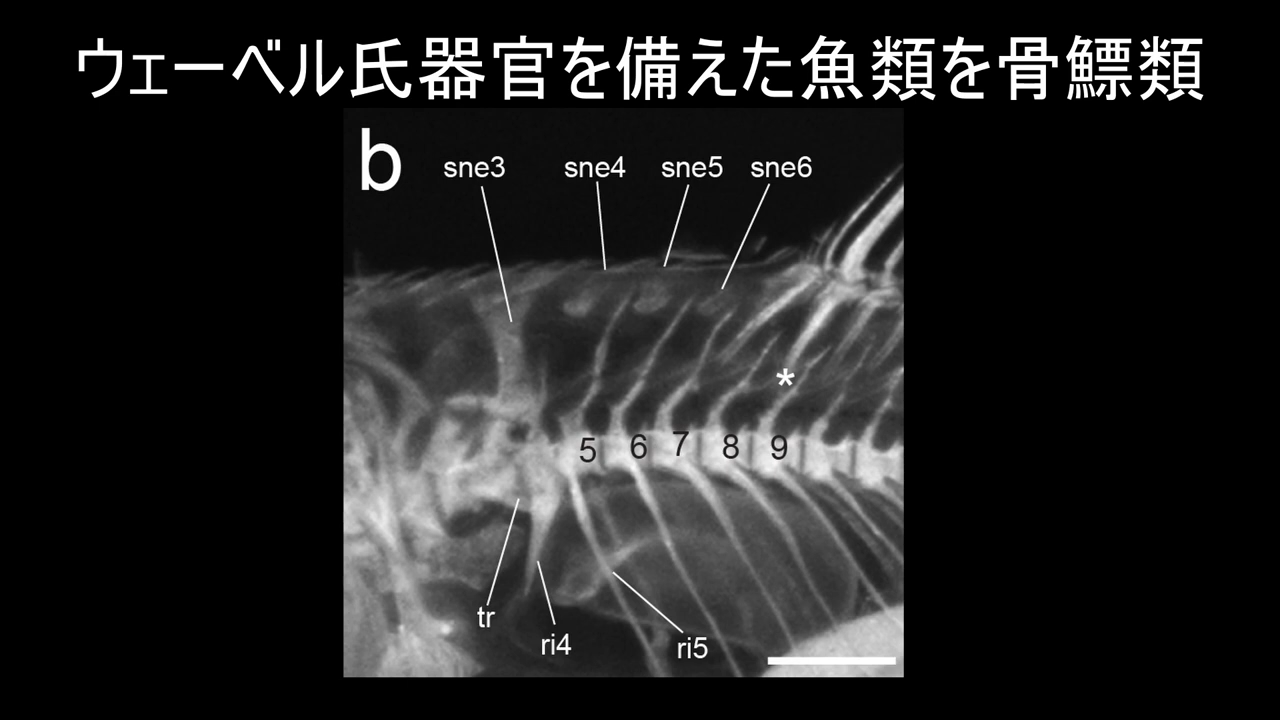 ウェーベル氏器官を備えた魚類を骨鰾類
b
sne3 sne4 sne5 sne6
*
5 6 7 8 9
tr ri4 ri5